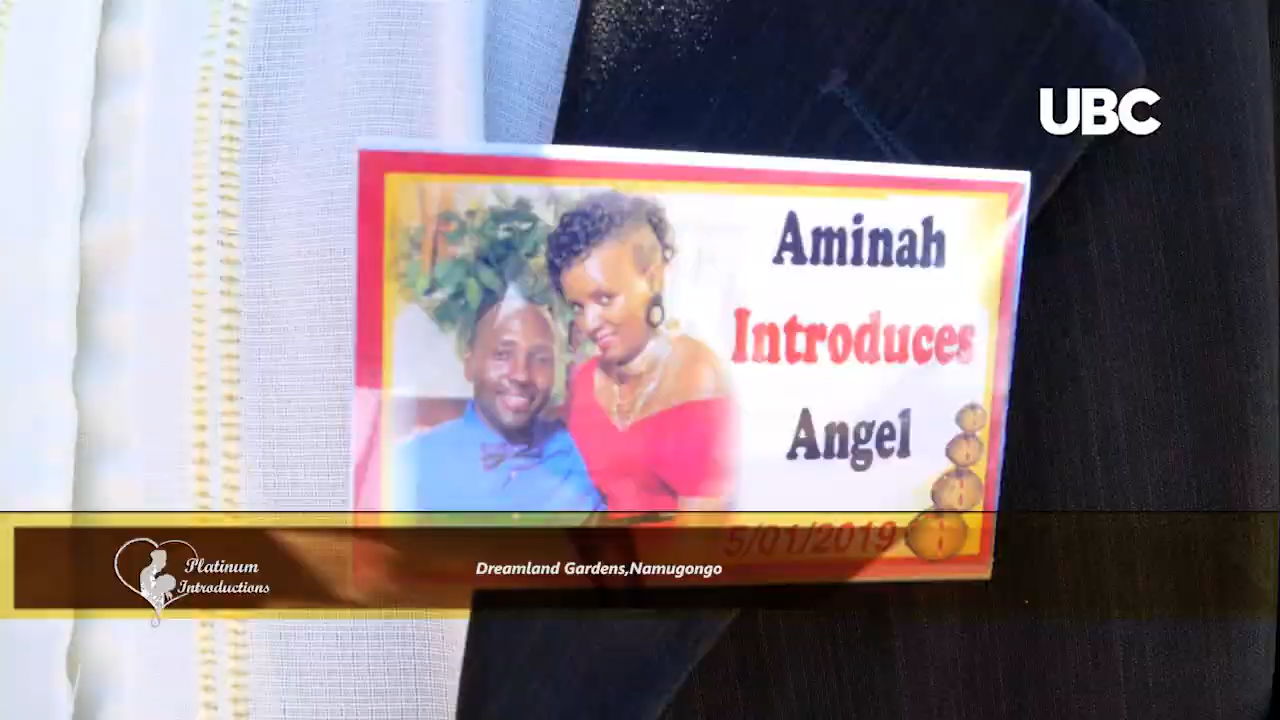 UBC
Aminah
Introduces
Angel
5/01/2019
Platinum
Introductions
Dreamland Gardens,Namugongo